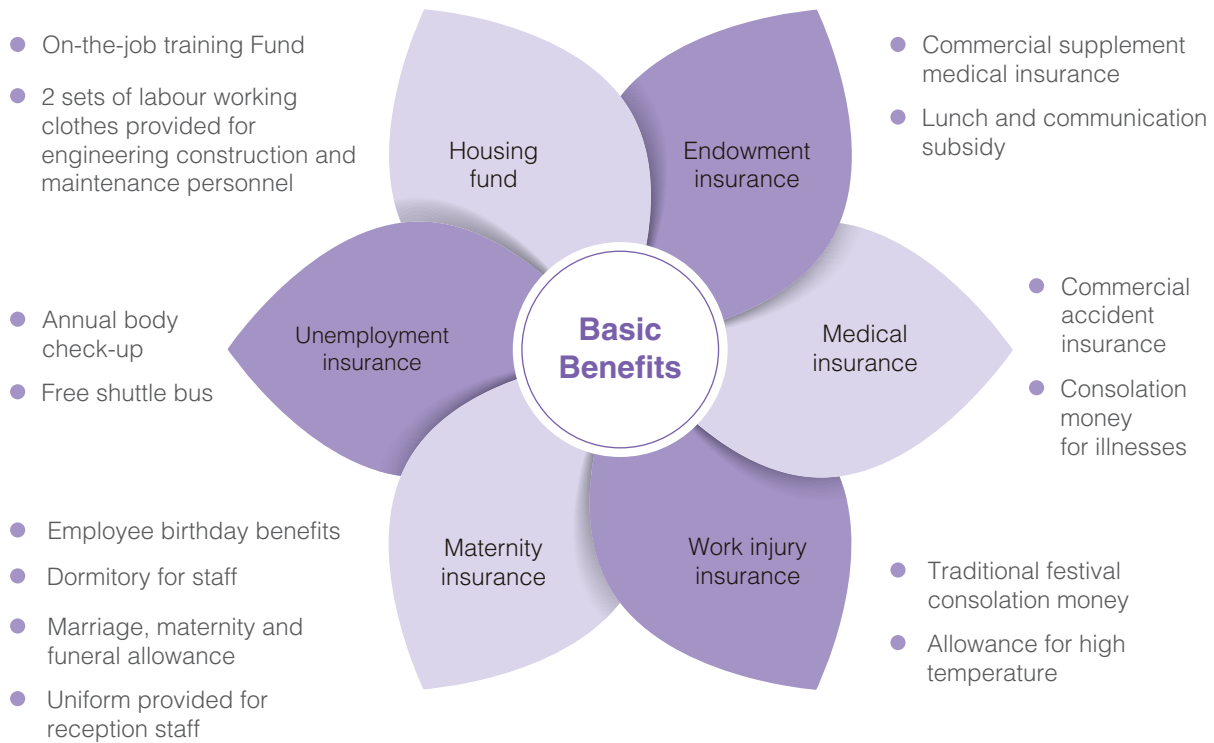 On-the-job training Fund
2 sets of labour working
clothes provided for
engineering construction and
maintenance personnel
Annual body
check-up
Free shuttle bus
Employee birthday benefits
Dormitory for staff
Marriage, maternity and
funeral allowance
Uniform provided for
reception staff
Housing
fund
Endowment
insurance
Unemployment
insurance
Basic
Benefits
Medical
insurance
Maternity
insurance
Work injury
insurance
Commercial supplement
medical insurance
Lunch and communication
subsidy
Commercial
accident
insurance
Consolation
money
for illnesses
Traditional festival
consolation money
Allowance for high
temperature